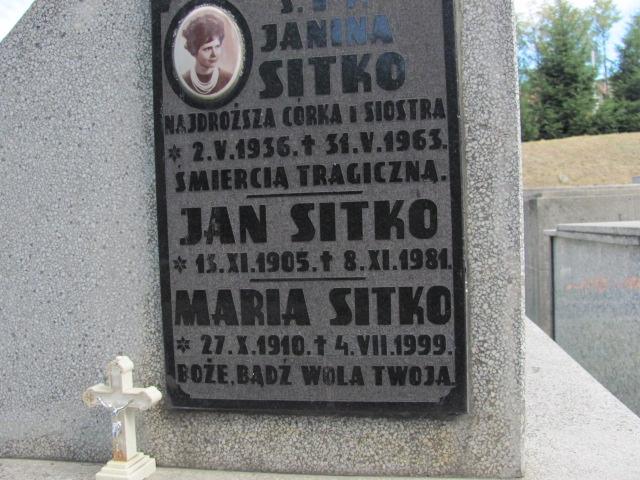 Ś. † P.
JANINA
SITKO
NAJDROŻSZA CÓRKA i SIOSTRA
* 2.V.1936. † 31.V.1963.
ŚMIERCIĄ TRAGICZNĄ.
JAN SITKO
* 15.XI.1905. † 8.XI.1981.
MARIA SITKO
* 27.X.1910. † 4.VII.1999.
BOŻE, BĄDŹ WOLA TWOJA